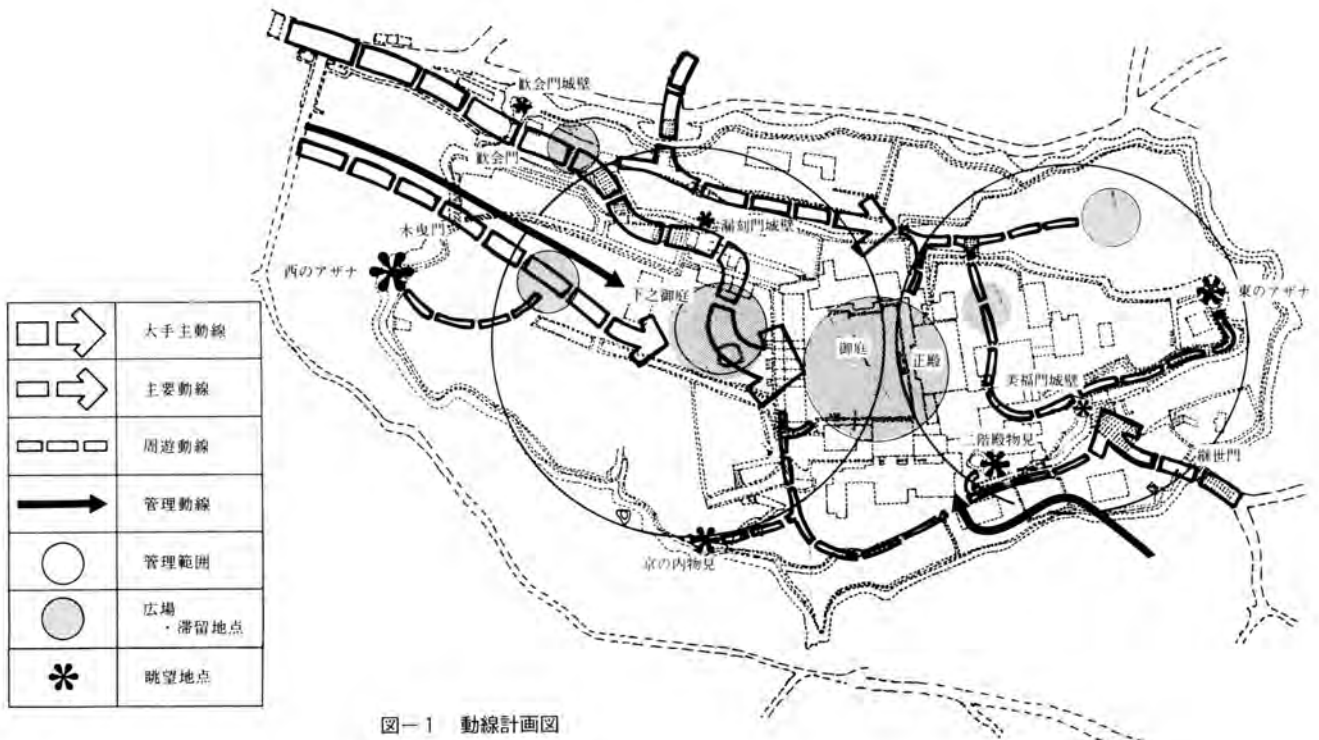 歓会門城壁
歓会門
漏刻門城壁
木曳門
西のアザナ
下之御庭
御庭
正殿
東のアザナ
美福門城壁
二階殿物見
継世門
京の内物見
大手主動線
主要動線
周遊動線
管理動線
管理範囲
広場
・滞留地点
眺望地点
図－1 動線計画図